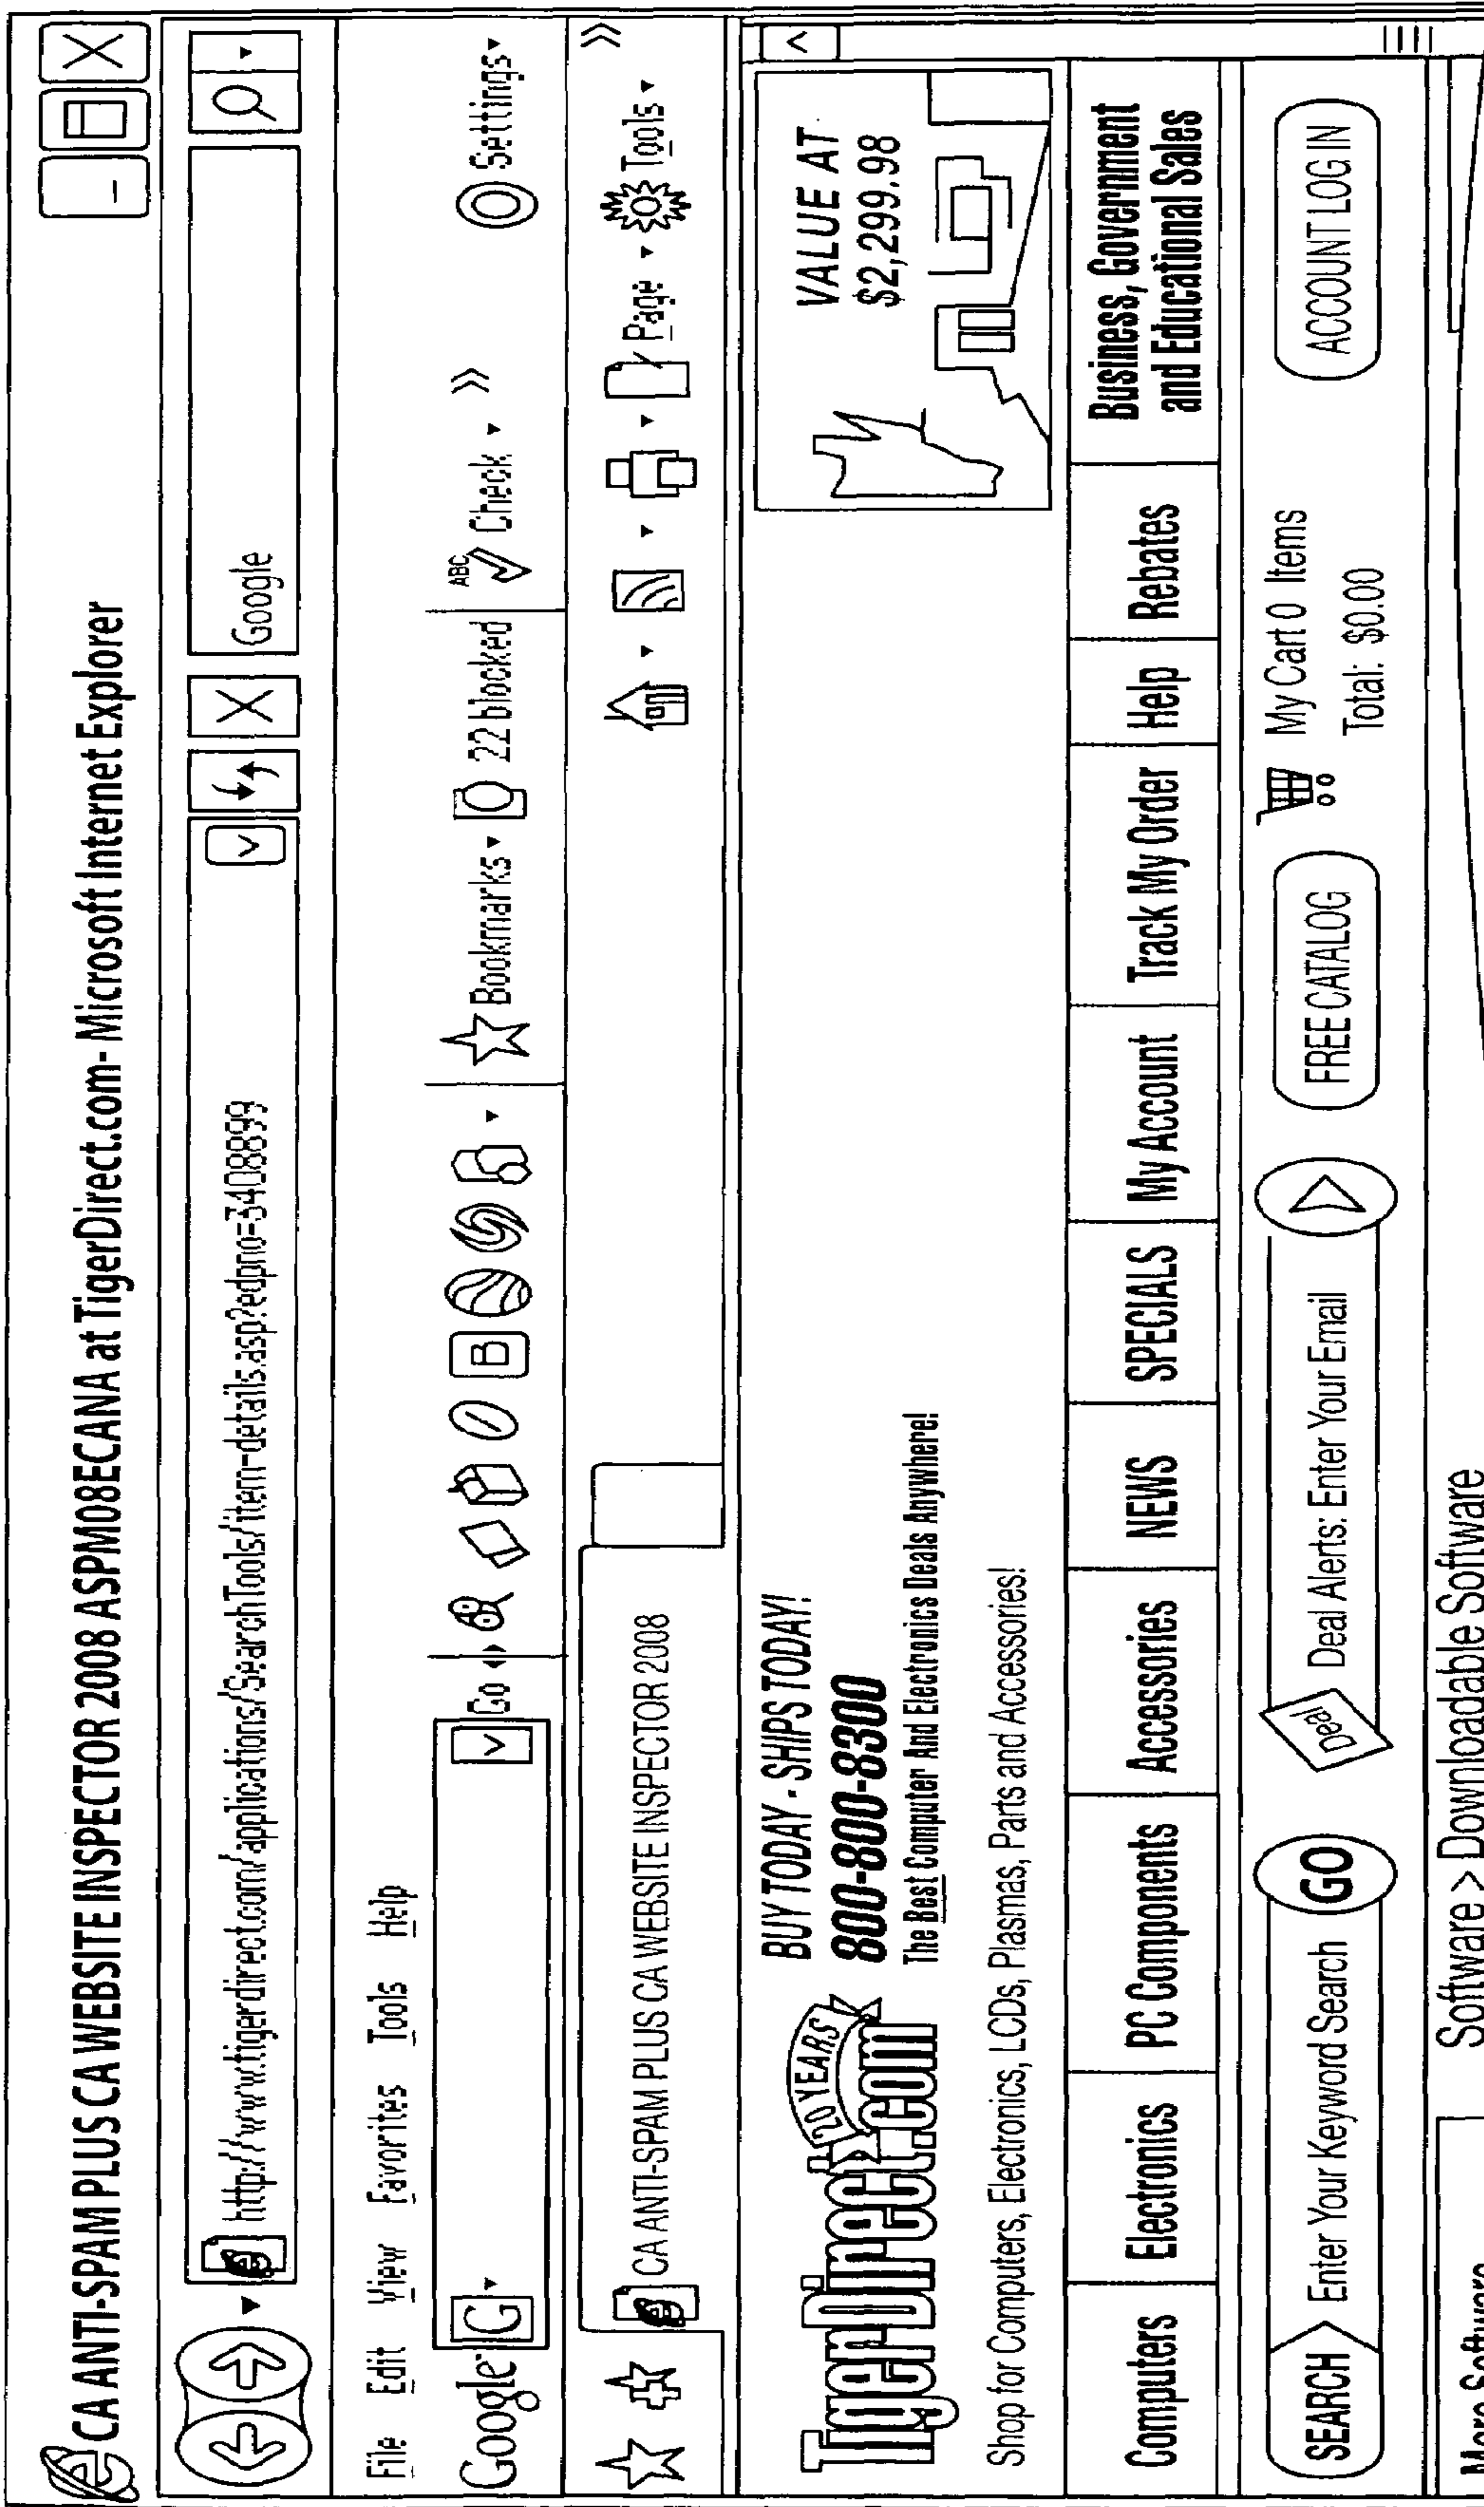 CA ANTI-SPAM PLUS CA WEBSITE INSPECTOR 2008 ASPM08ECANA at TigerDirect.com- Microsoft Internet Explorer
http://www.tigerdirect.com/applications/SearchTools/item-details.asp?edpno=3408899
Google
File Edit View Favorites Tools Help
Google G Go B Bookmarks 22 blocked ABC Check Settings
CA ANTI-SPAM PLUS CA WEBSITE INSPECTOR 2008 Page Tools
BUY TODAY - SHIPS TODAY!
20 YEARS
800-800-8300
TigerDirect.com
The Best Computer And Electronics Deals Anywhere!
VALUE AT
$2,299.98
Shop for Computers, Electronics, LCDs, Plasmas, Parts and Accessories!
Computers Electronics PC Components Accessories NEWS SPECIALS My Account Track My Order Help Rebates Business, Government
and Educational Sales
SEARCH Enter Your Keyword Search GO Deal Deal Alerts: Enter Your Email FREE CATALOG My Cart 0 Items ACCOUNT LOG IN
Total: $0.00
Software > Downloadable Software
More Software